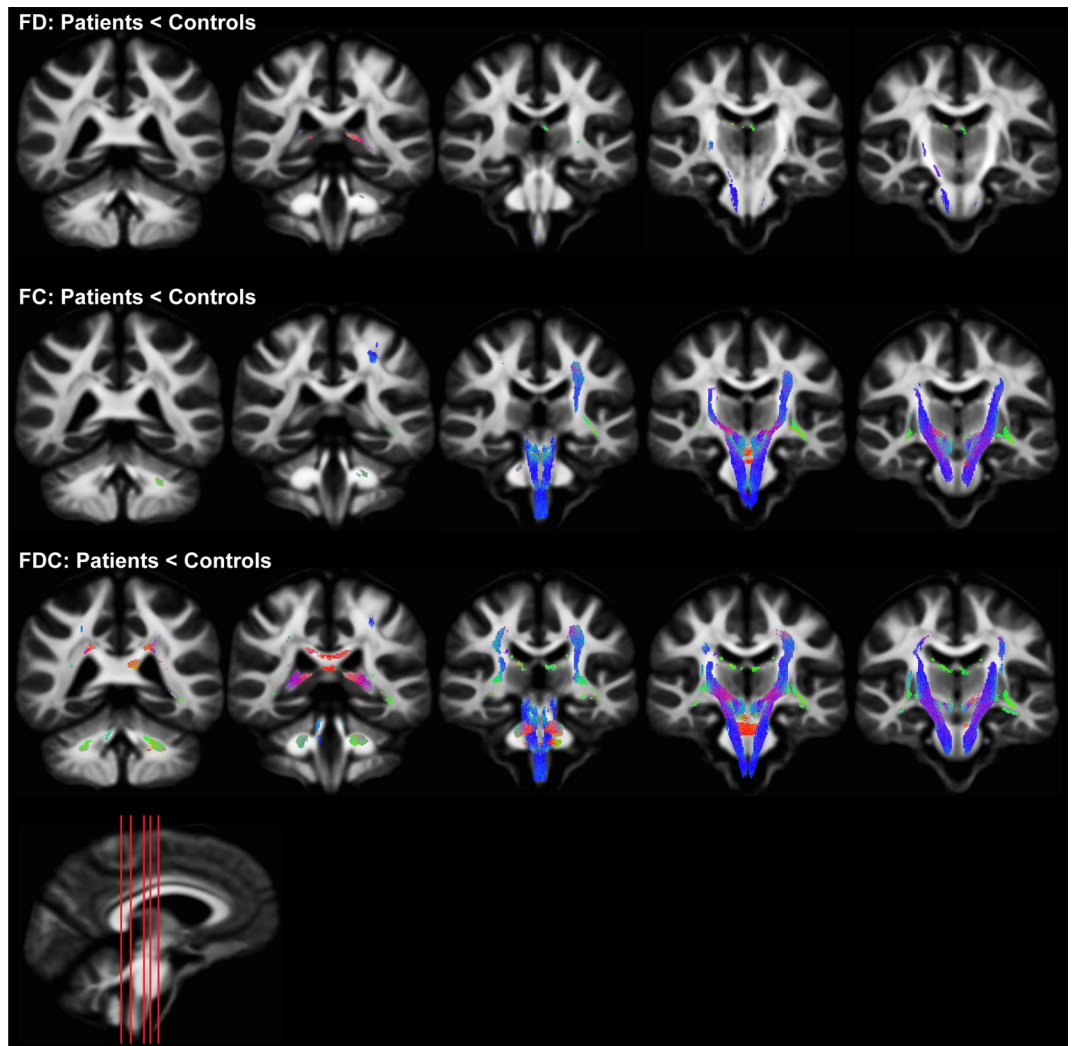 FD: Patients < Controls
FC: Patients < Controls
FDC: Patients < Controls